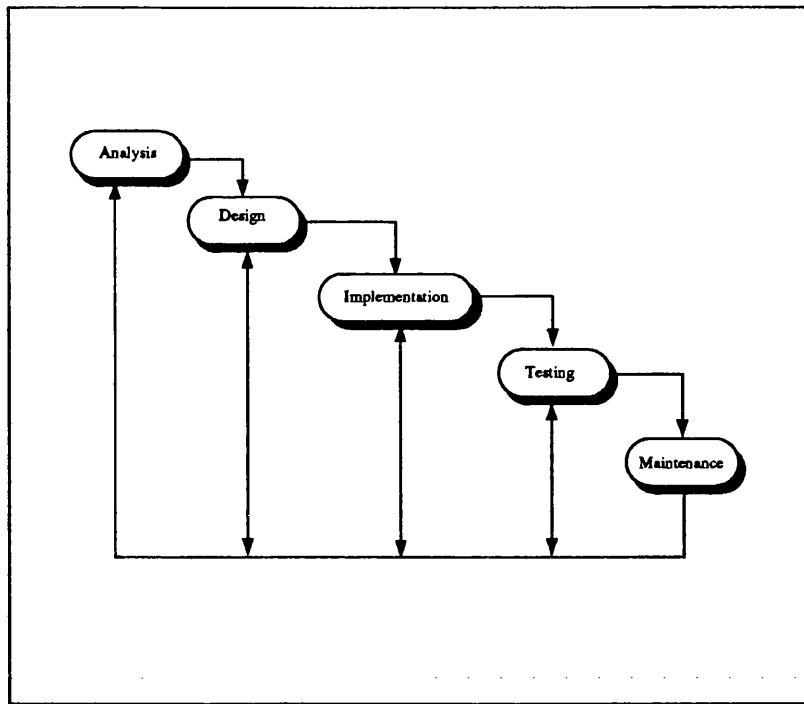 Analysis
Design
Implementation
Testing
Maintenance